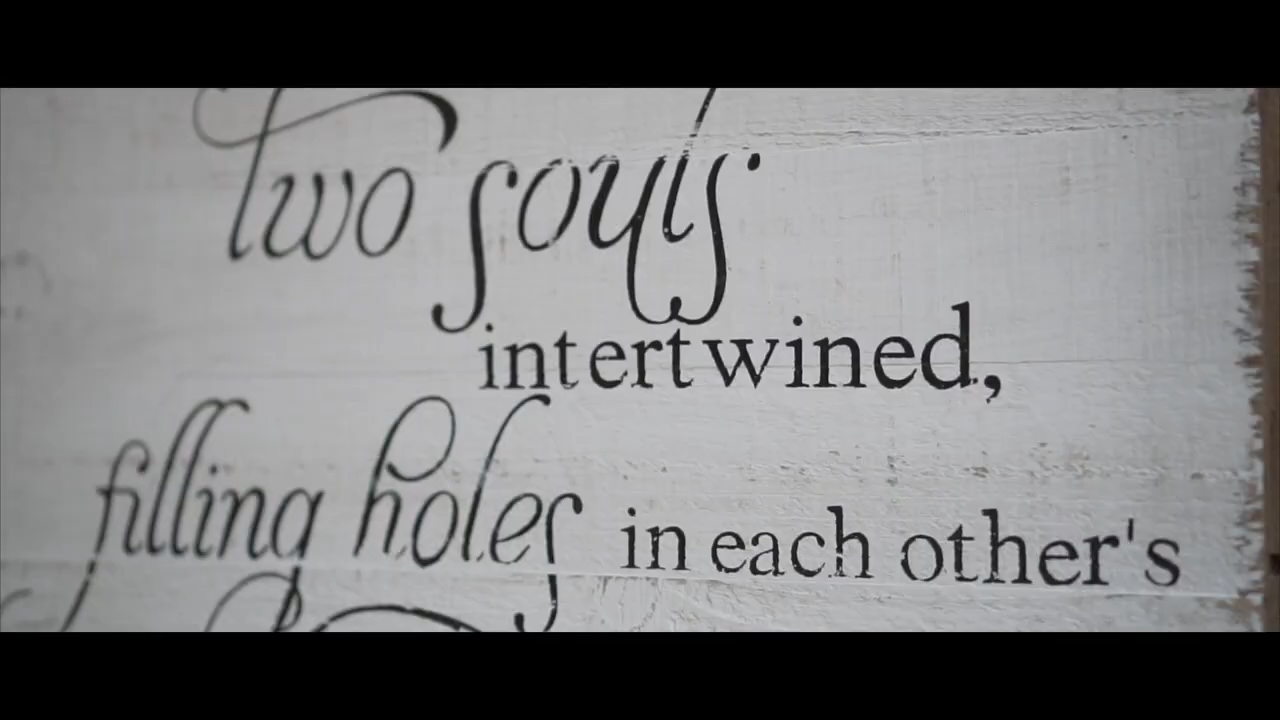 two souls
intertwined,
filling holes in each other's